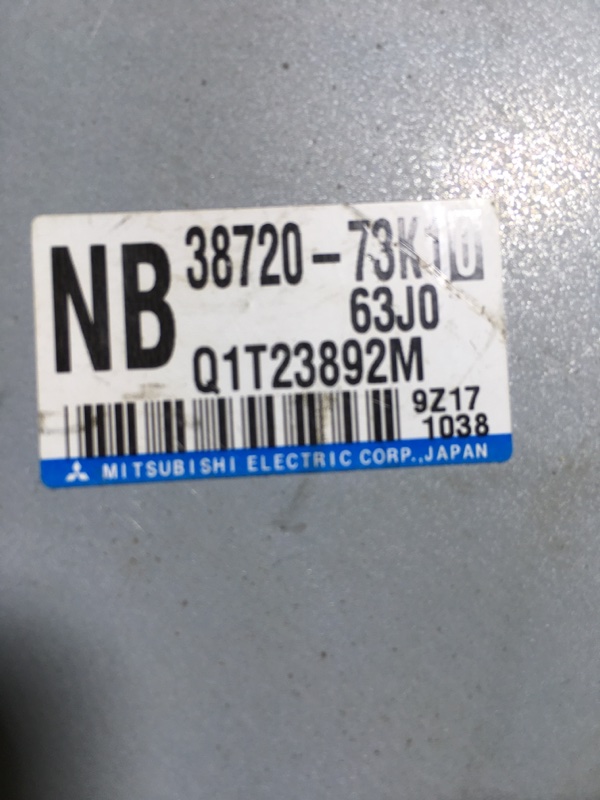 NB 38720-73K10
63J0
Q1T23892M
9Z17
1038
MITSUBISHI ELECTRIC CORP.,JAPAN